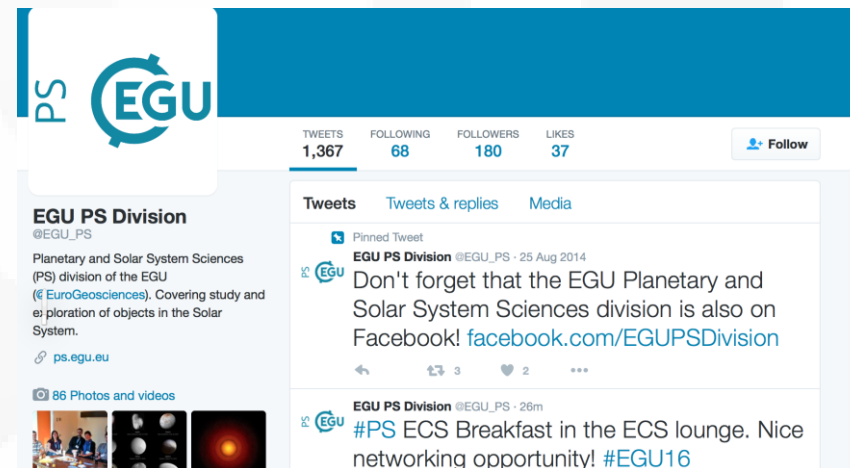 PS
EGU
TWEETS FOLLOWING FOLLOWERS LIKES
1,367 68 180 37
Follow
EGU PS Division
@EGU_PS
Planetary and Solar System Sciences
(PS) division of the EGU
(@EuroGeosciences). Covering study and
exploration of objects in the Solar
System.
ps.egu.eu
86 Photos and videos
Tweets Tweets & replies Media
Pinned Tweet
PS EGU
EGU PS Division @EGU_PS · 25 Aug 2014
Don't forget that the EGU Planetary and
Solar System Sciences division is also on
Facebook! facebook.com/EGUPSDivision
3 2
PS EGU
EGU PS Division @EGU_PS · 26m
#PS ECS Breakfast in the ECS lounge. Nice
networking opportunity! #EGU16